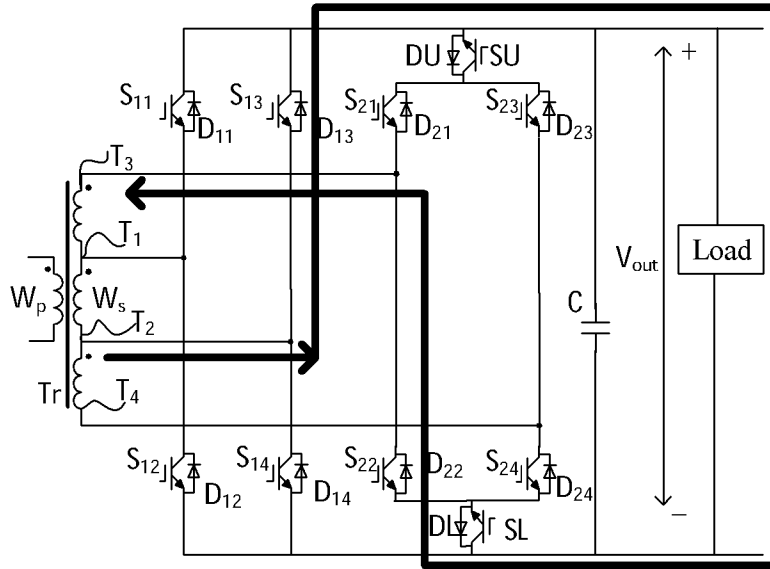 DU
SU
S11
S13
S21
S23
D11
D13
D21
D23
T3
T1
Wp
Ws
T2
Tr
T4
Vout
+
Load
C
S12
S14
S22
D22
S24
D12
D14
D24
DL
SL
−